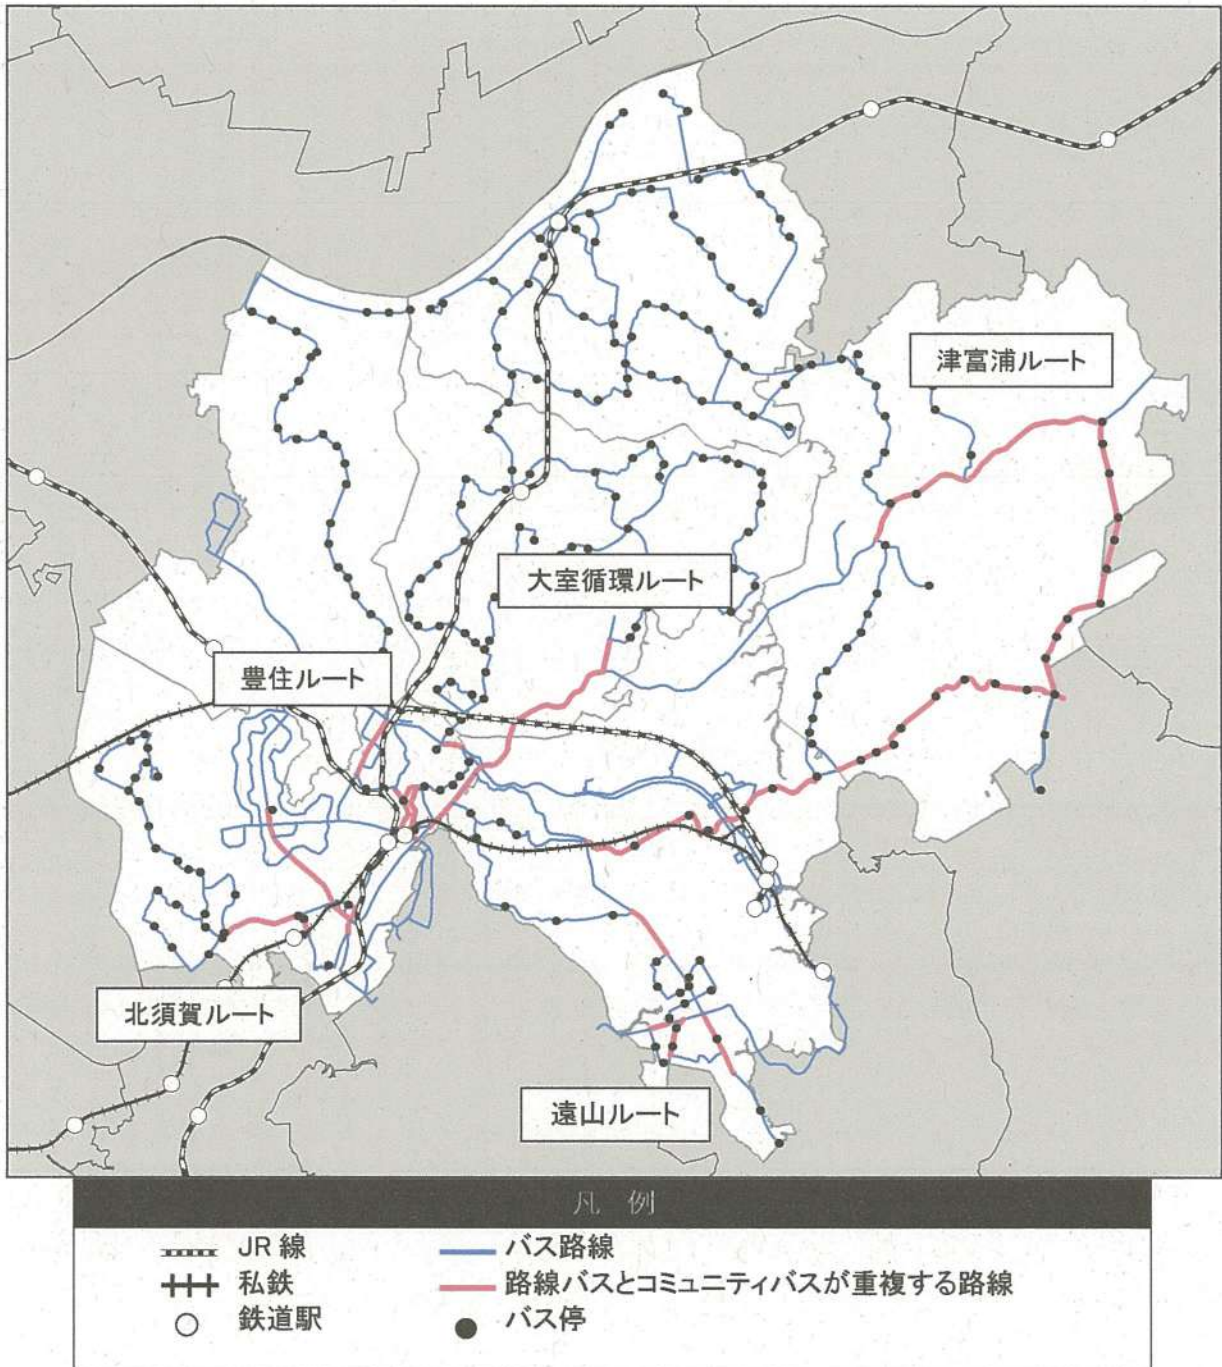 津富浦ルート
大室循環ルート
豊住ルート
北須賀ルート
遠山ルート
凡 例
JR 線
バス路線
私鉄
路線バスとコミュニティバスが重複する路線
鉄道駅
バス停